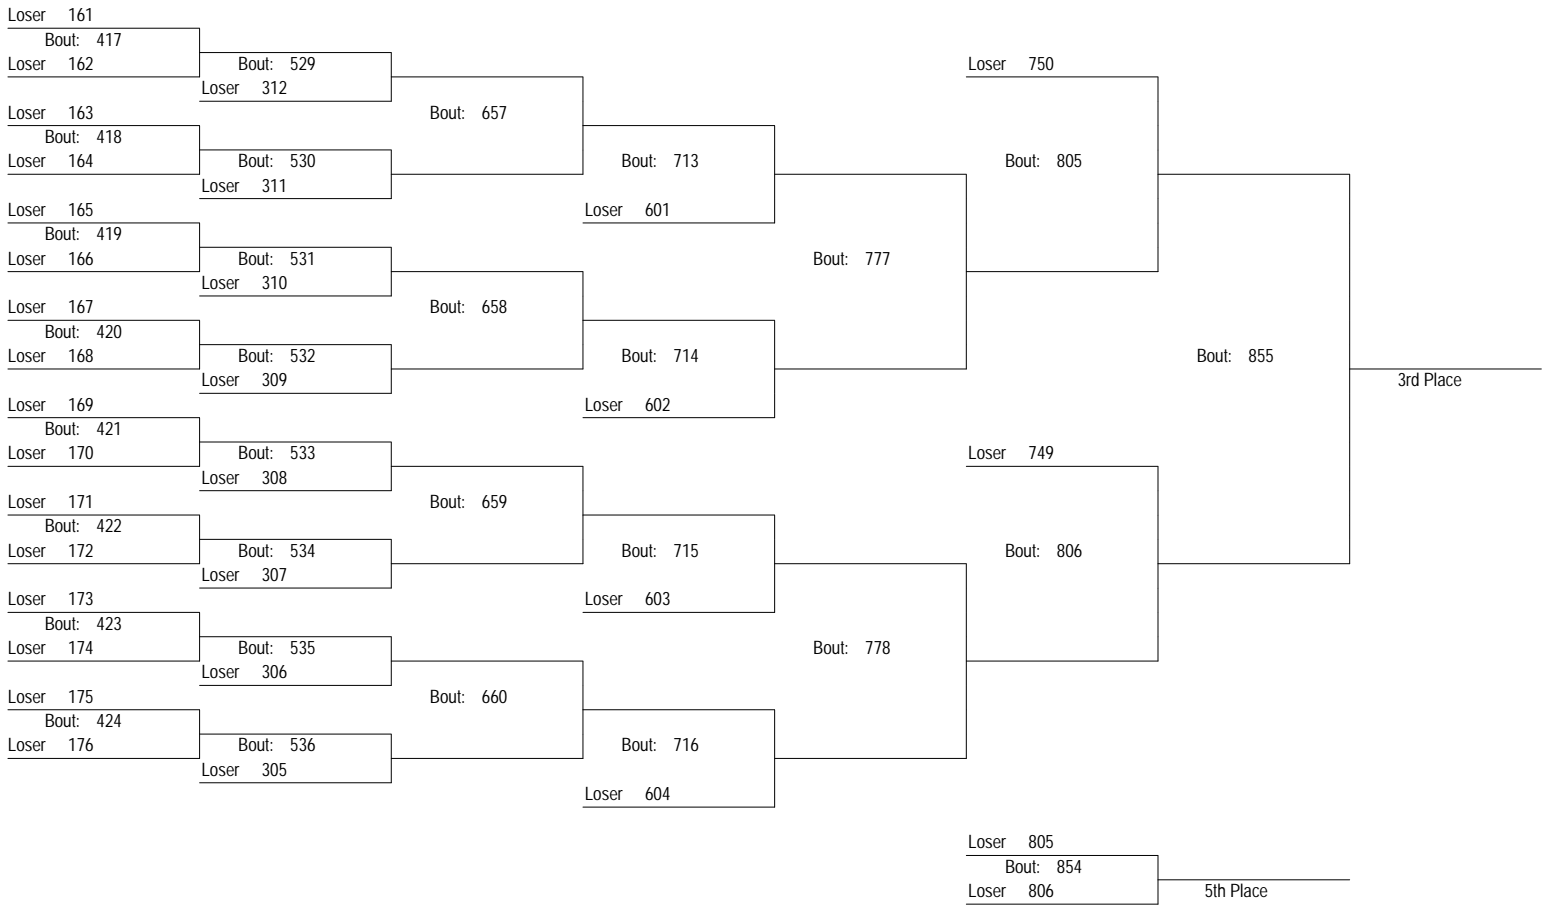 Loser 161
Bout: 417
Loser 162
Bout: 529
Loser 750
Loser 312
Loser 163
Bout: 657
Bout: 418
Loser 164
Bout: 530
Bout: 713
Bout: 805
Loser 311
Loser 165
Loser 601
Bout: 419
Loser 166
Bout: 531
Bout: 777
Loser 310
Loser 167
Bout: 658
Bout: 420
Loser 168
Bout: 532
Bout: 714
Bout: 855
Loser 309
3rd Place
Loser 169
Loser 602
Bout: 421
Loser 170
Bout: 533
Loser 749
Loser 308
Loser 171
Bout: 659
Bout: 422
Loser 172
Bout: 534
Bout: 715
Bout: 806
Loser 307
Loser 173
Loser 603
Bout: 423
Loser 174
Bout: 535
Bout: 778
Loser 306
Loser 175
Bout: 660
Bout: 424
Loser 176
Bout: 536
Bout: 716
Loser 305
Loser 604
Loser 805
Bout: 854
Loser 806
5th Place